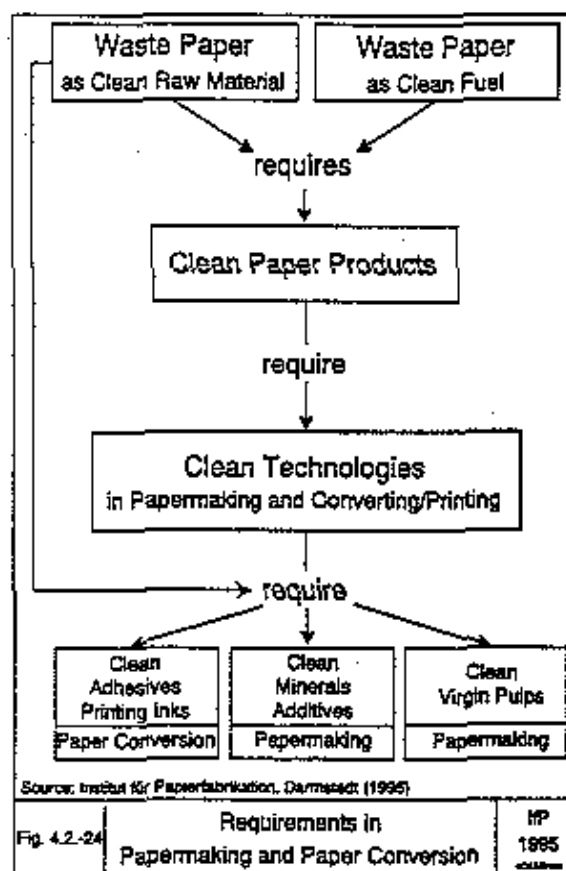 Waste Paper
as Clean Raw Material
Waste Paper
as Clean Fuel
requires
Clean Paper Products
require
Clean Technologies
in Papermaking and Converting/Printing
require
Clean
Adhesives
Printing Inks
Paper Conversion
Clean
Minerals
Additives
Papermaking
Clean
Virgin Pulps
Papermaking
Source: Institut für Papierfabrikation, Darmstadt (1995)
Fig. 4.2.-24
Requirements in
Papermaking and Paper Conversion
IfP
1995